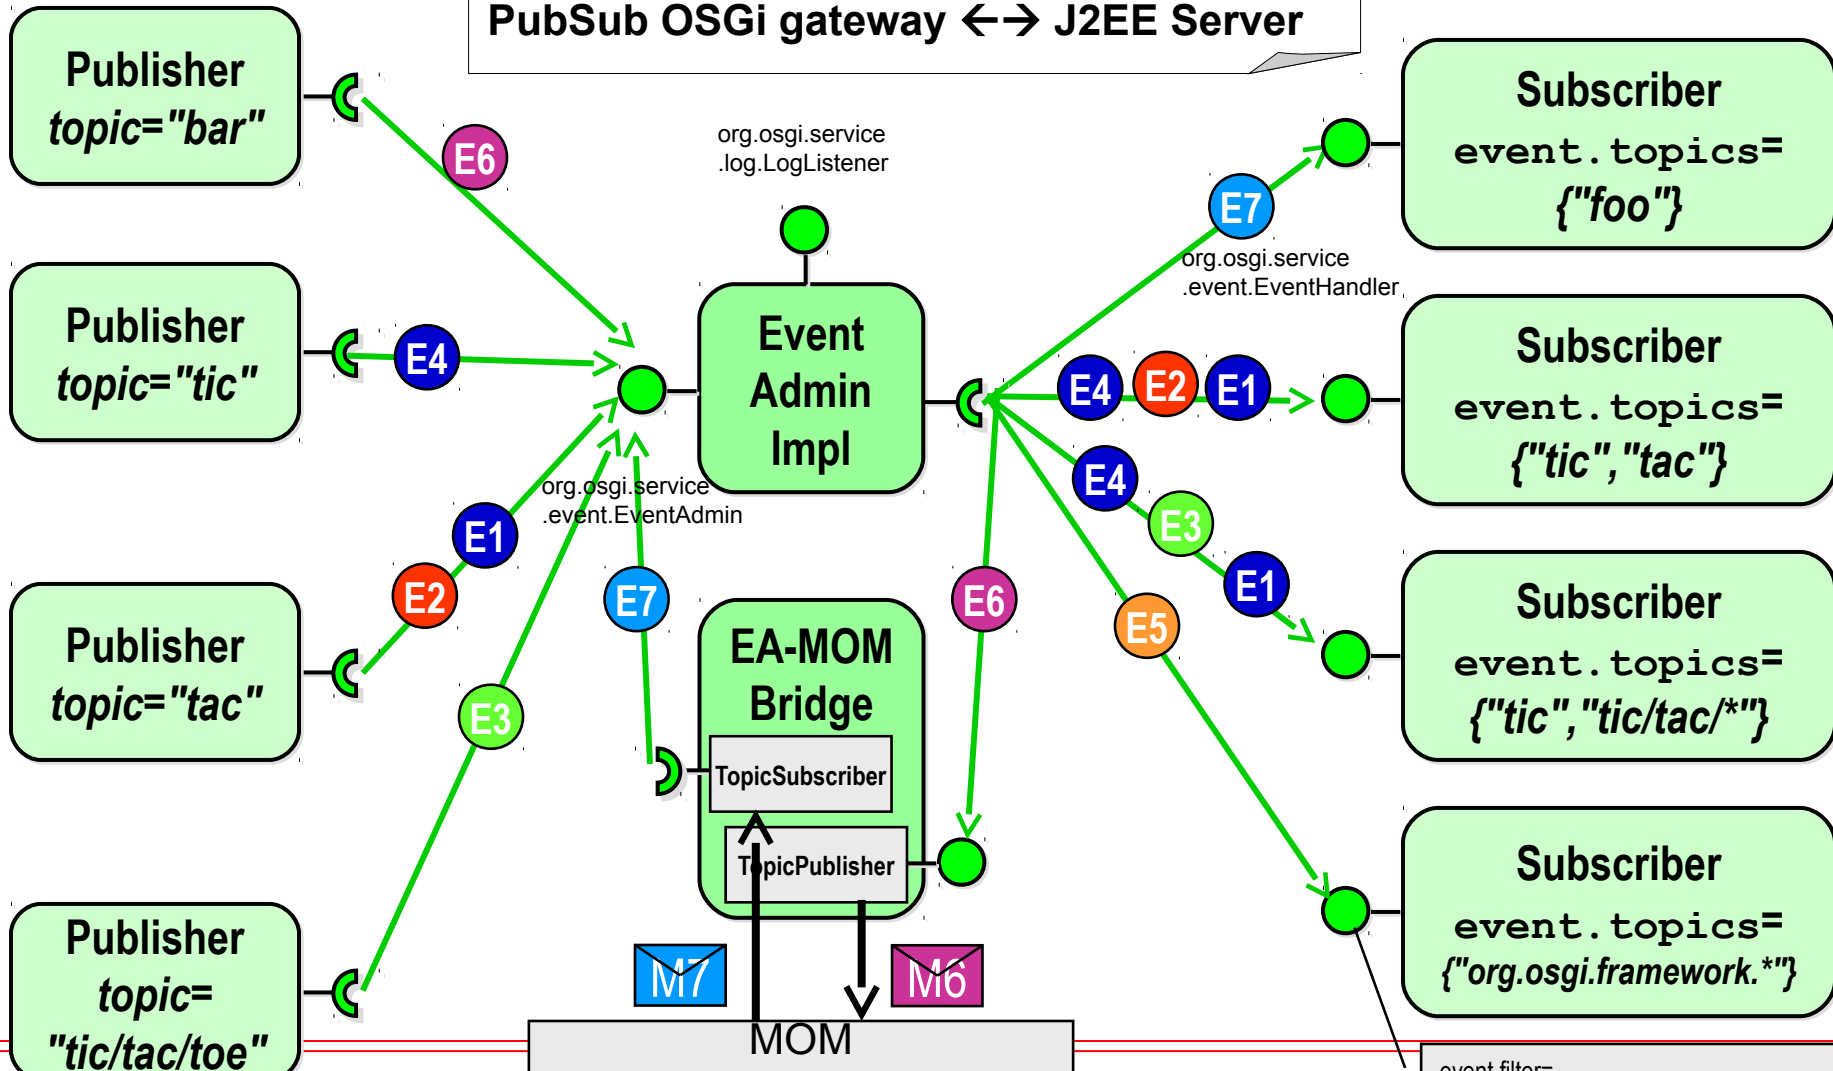 PubSub OSGi gateway ←→ J2EE Server
Publisher
topic="bar"
E6
org.osgi.service
.log.LogListener
Subscriber
event.topics=
{"foo"}
E7
org.osgi.service
.event.EventHandler
Publisher
topic="tic"
E4
Event
Admin
Impl
E4
E2
E1
Subscriber
event.topics=
{"tic","tac"}
org.osgi.service
.event.EventAdmin
E1
E2
E4
E3
E1
Publisher
topic="tac"
E3
E7
EA-MOM
Bridge
TopicSubscriber
TopicPublisher
E6
E5
Subscriber
event.topics=
{"tic","tic/tac/*"}
Subscriber
event.topics=
{"org.osgi.framework.*"}
Publisher
topic=
"tic/tac/toe"
M7
M6
MOM
event.filter=